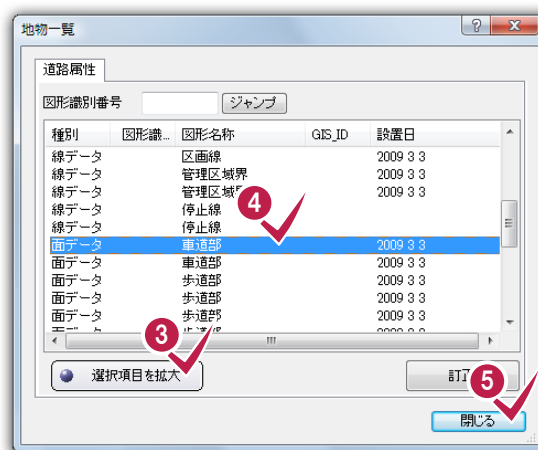 地物一覧
道路属性
図形識別番号 ジャンプ
種別 図形識... 図形名称 GIS_ID 設置日
線データ 区画線 2009 3 3
線データ 管理区域界 2009 3 3
線データ 管理区域 2009 3 3
線データ 停止線
線データ 停止線
面データ 車道部 2009 3 3
面データ 車道部 2009 3 3
面データ 歩道部 2009 3 3
面データ 歩道部 2009 3 3
面データ 歩道部 2009 3 3
4
3
選択項目を拡大 訂
5
閉じる